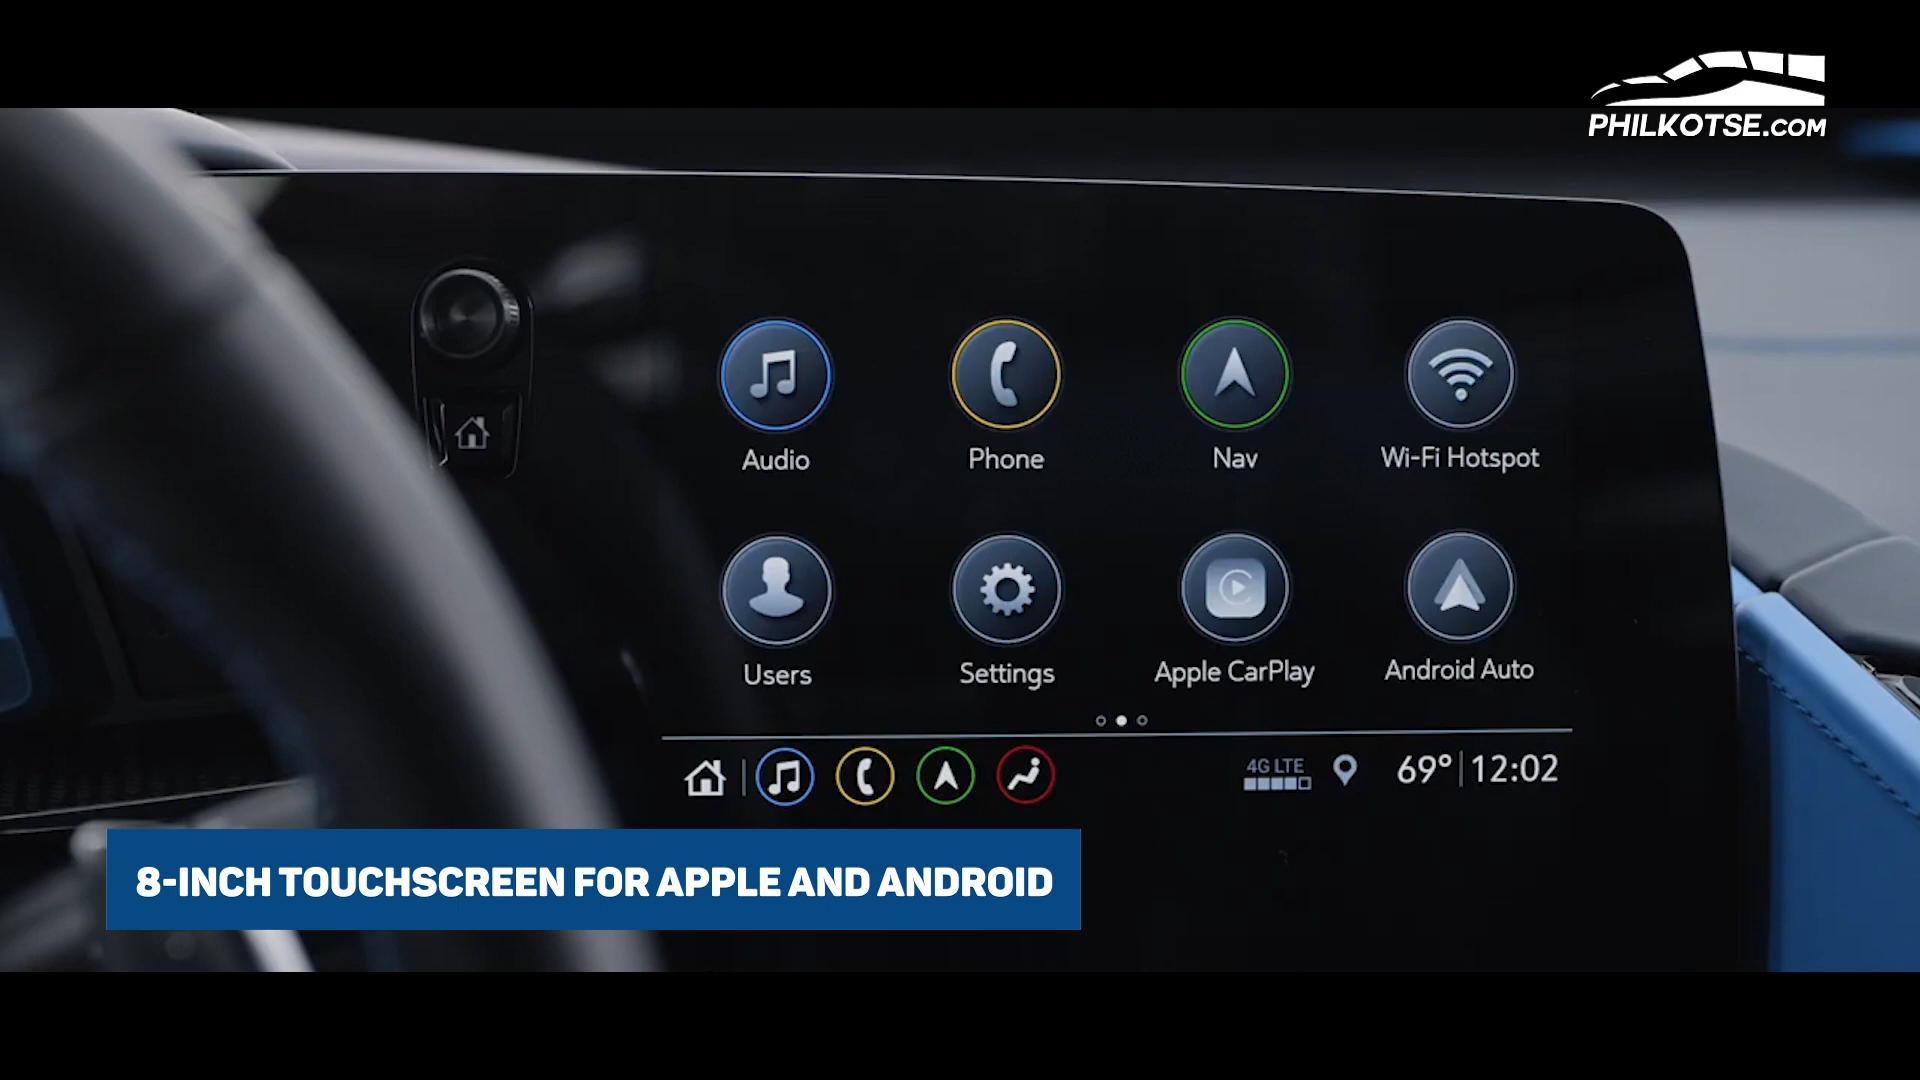 PHILKOTSE.COM
Audio
Phone
Nav
Wi-Fi Hotspot
Users
Settings
Apple CarPlay
Android Auto
4G LTE
69° 12:02
8-INCH TOUCHSCREEN FOR APPLE AND ANDROID